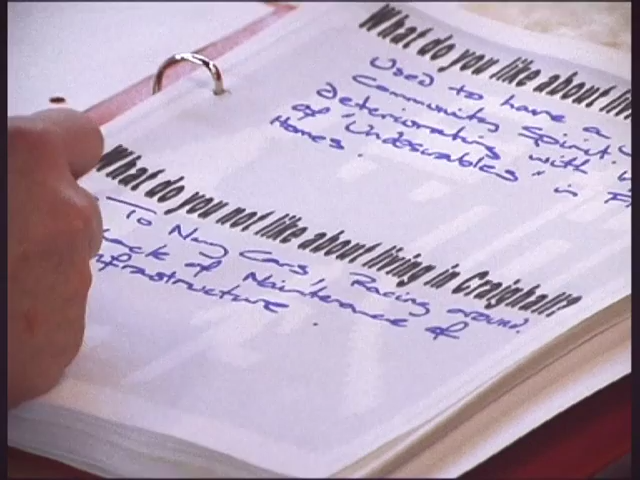 What do you like about
Used to have a
Community Spirit.
Deteriorating with
of "Undesirables" in
Homes.
What do you not like about living in Craighall?
To Many Cars, Racing around.
Lack of Maintenance of
Infrastructure